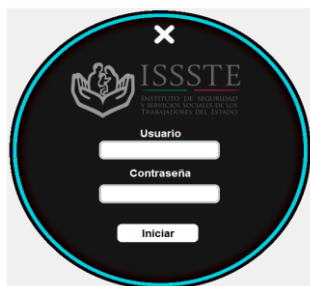 ISSSTE
INSTITUTO DE SEGURIDAD
Y SERVICIOS SOCIALES DE LOS
TRABAJADORES DEL ESTADO
Usuario
Contraseña
Iniciar